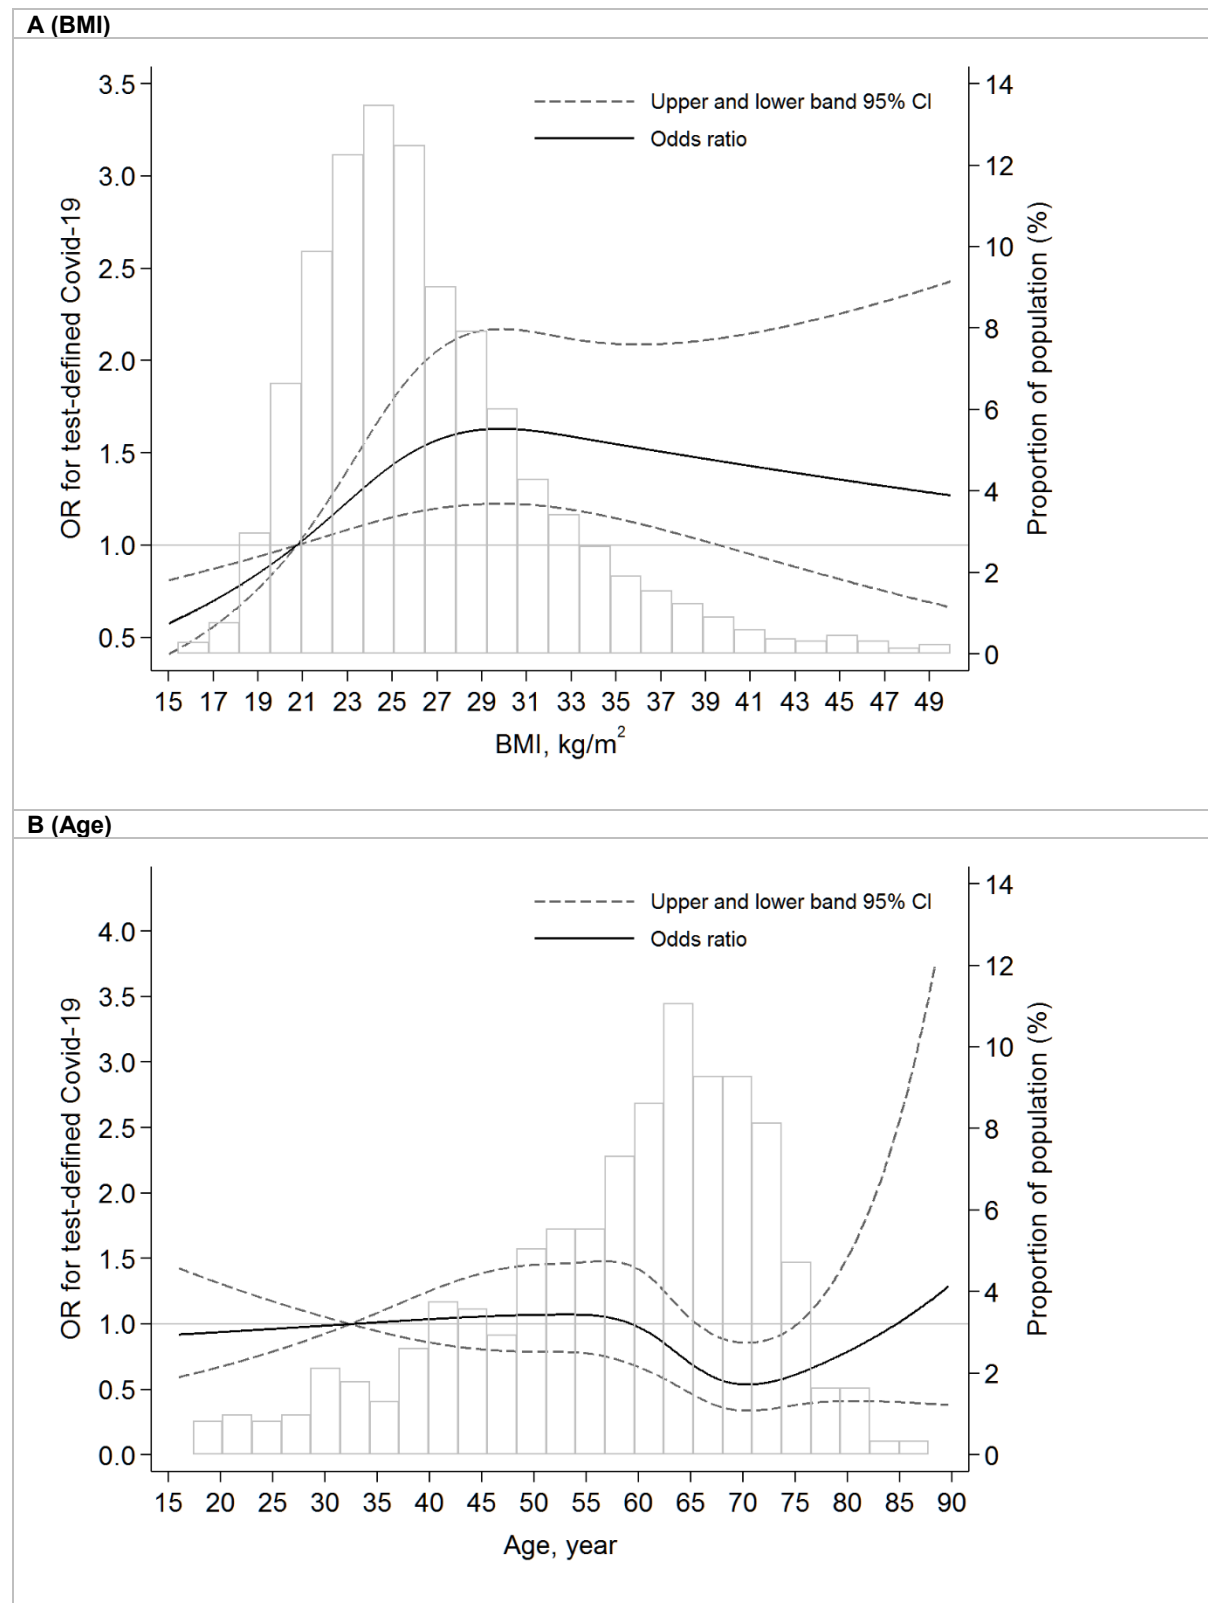 A (BMI)
3.5
3.0
2.5
2.0
1.5
1.0
0.5
OR for test-defined Covid-19
Upper and lower band 95% CI
Odds ratio
14
12
10
8
6
4
2
0
Proportion of population (%)
15 17 19 21 23 25 27 29 31 33 35 37 39 41 43 45 47 49
BMI, kg/m²
B (Age)
4.0
3.5
3.0
2.5
2.0
1.5
1.0
0.5
0.0
OR for test-defined Covid-19
Upper and lower band 95% CI
Odds ratio
14
12
10
8
6
4
2
0
Proportion of population (%)
15 20 25 30 35 40 45 50 55 60 65 70 75 80 85 90
Age, year